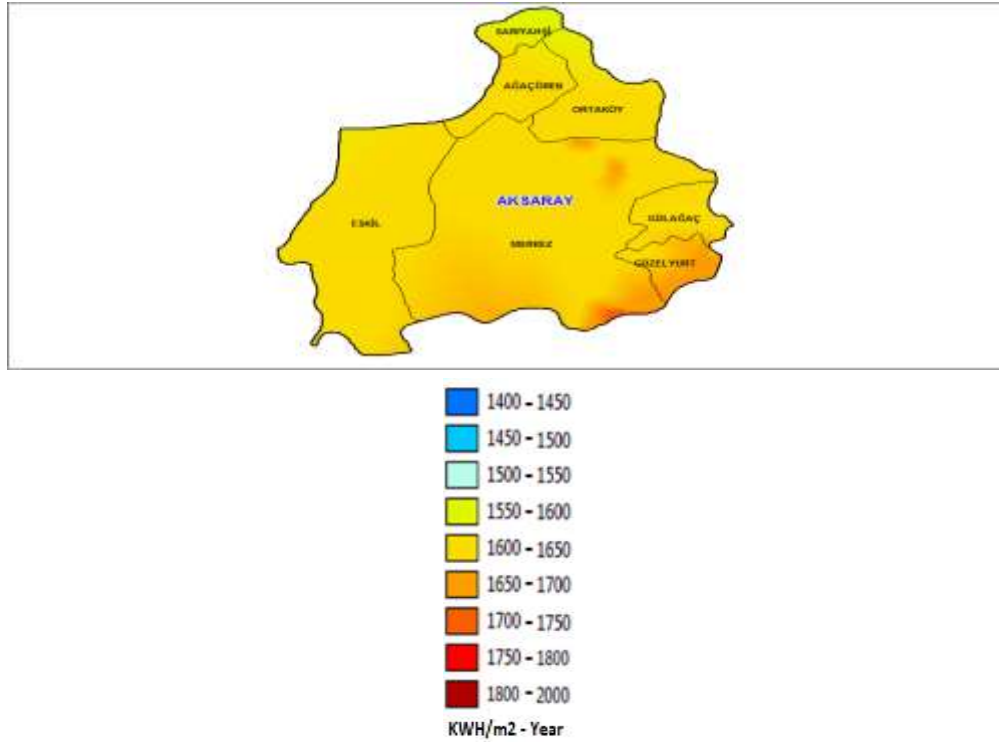 SARIYAHŞİ
AĞAÇÖREN
ORTAKÖY
AKSARAY
ESKİL
GÜLAĞAÇ
MERKEZ
GÜZELYURT
1400 - 1450
1450 - 1500
1500 - 1550
1550 - 1600
1600 - 1650
1650 - 1700
1700 - 1750
1750 - 1800
1800 - 2000
KWH/m2 - Year